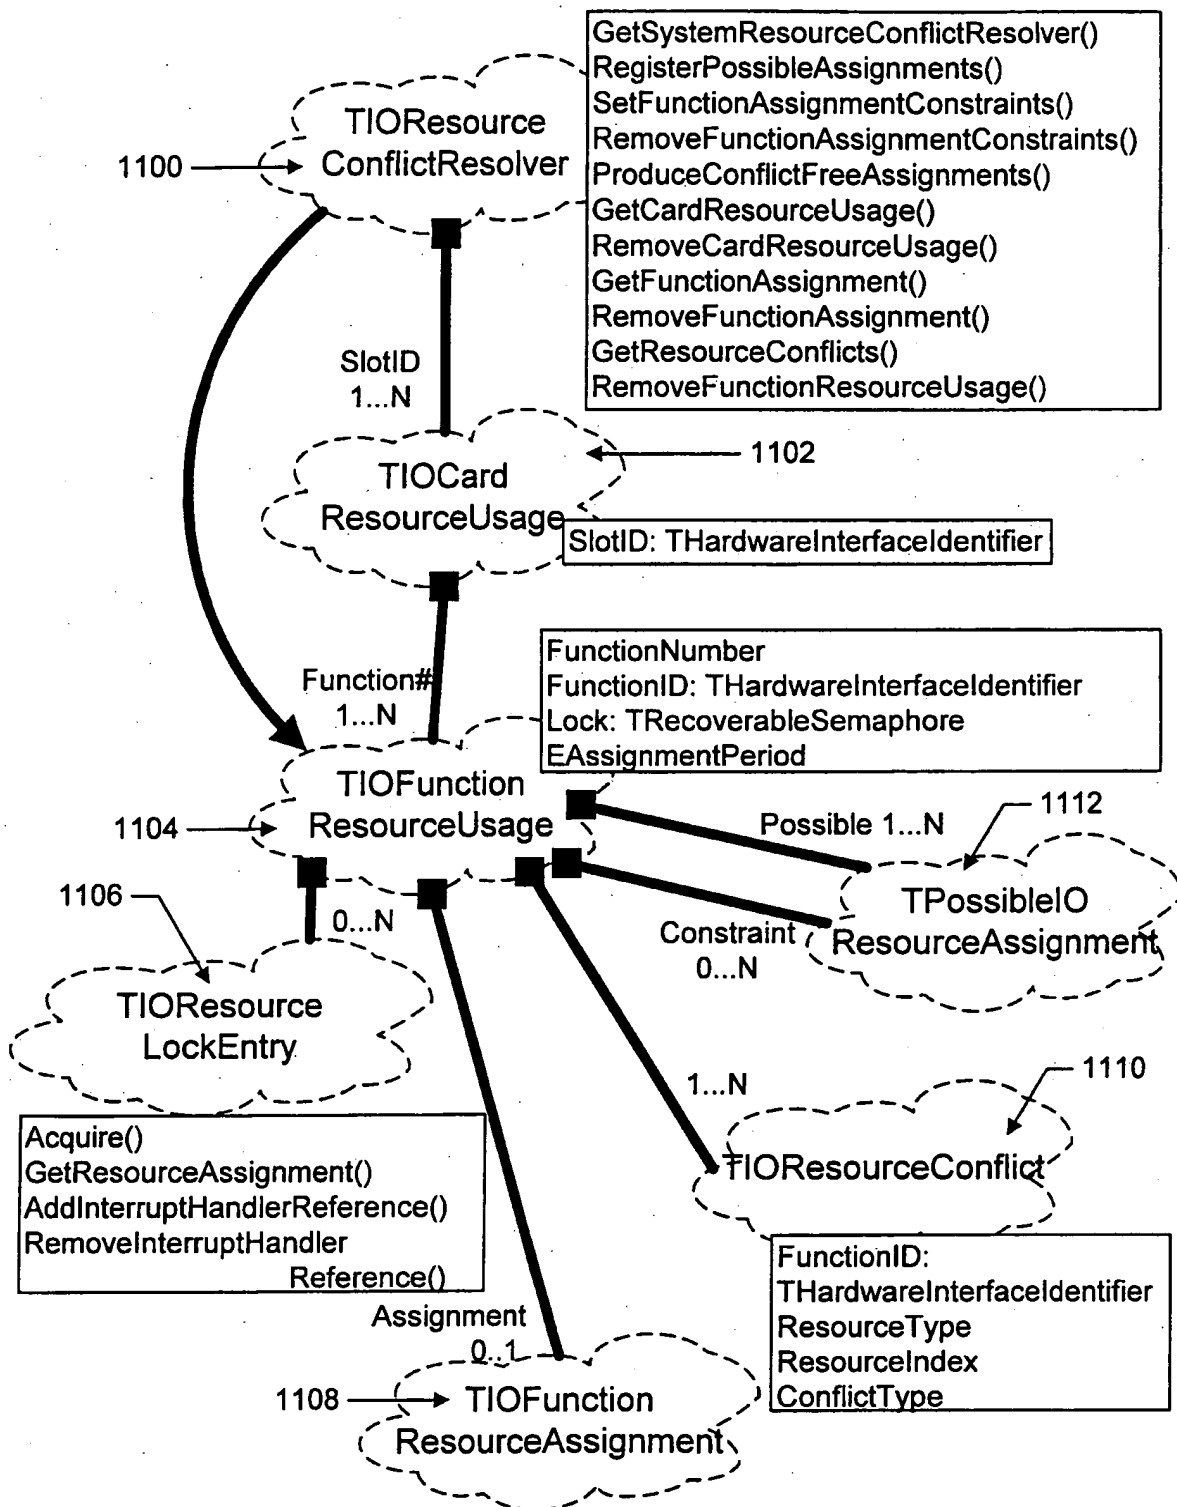 GetSystemResourceConflictResolver()
RegisterPossibleAssignments()
SetFunctionAssignmentConstraints()
RemoveFunctionAssignmentConstraints()
ProduceConflictFreeAssignments()
GetCardResourceUsage()
RemoveCardResourceUsage()
GetFunctionAssignment()
RemoveFunctionAssignment()
GetResourceConflicts()
RemoveFunctionResourceUsage()
TIOResource
ConflictResolver
1100
SlotID
1...N
TIOCard
ResourceUsage
1102
SlotID: THardwareInterfaceIdentifier
Function#
1...N
FunctionNumber
FunctionID: THardwareInterfaceIdentifier
Lock: TRecoverableSemaphore
EAssignmentPeriod
TIOFunction
ResourceUsage
1104
Possible 1...N
1112
TPossibleIO
ResourceAssignment
Constraint
0...N
1106
0...N
TIOResource
LockEntry
Acquire()
GetResourceAssignment()
AddInterruptHandlerReference()
RemoveInterruptHandler
Reference()
1...N
1110
TIOResourceConflict
FunctionID:
THardwareInterfaceIdentifier
ResourceType
ResourceIndex
ConflictType
Assignment
0..1
1108
TIOFunction
ResourceAssignment